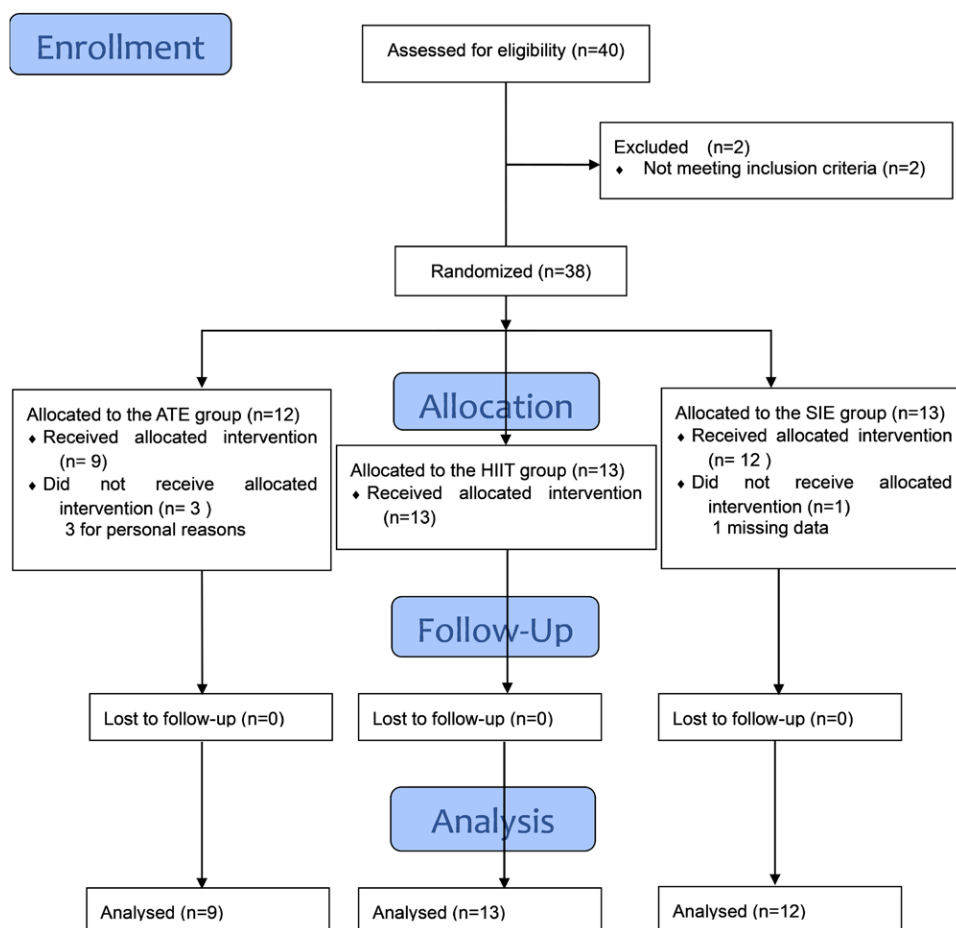 Enrollment
Assessed for eligibility (n=40)
Excluded (n=2)
♦ Not meeting inclusion criteria (n=2)
Randomized (n=38)
Allocation
Allocated to the ATE group (n=12)
♦ Received allocated intervention
(n= 9)
♦ Did not receive allocated
intervention (n= 3 )
3 for personal reasons
Allocated to the HIIT group (n=13)
♦ Received allocated intervention
(n=13)
Allocated to the SIE group (n=13)
♦ Received allocated intervention
(n= 12 )
♦ Did not receive allocated
intervention (n=1)
1 missing data
Follow-Up
Lost to follow-up (n=0)
Lost to follow-up (n=0)
Lost to follow-up (n=0)
Analysis
Analysed (n=9)
Analysed (n=13)
Analysed (n=12)